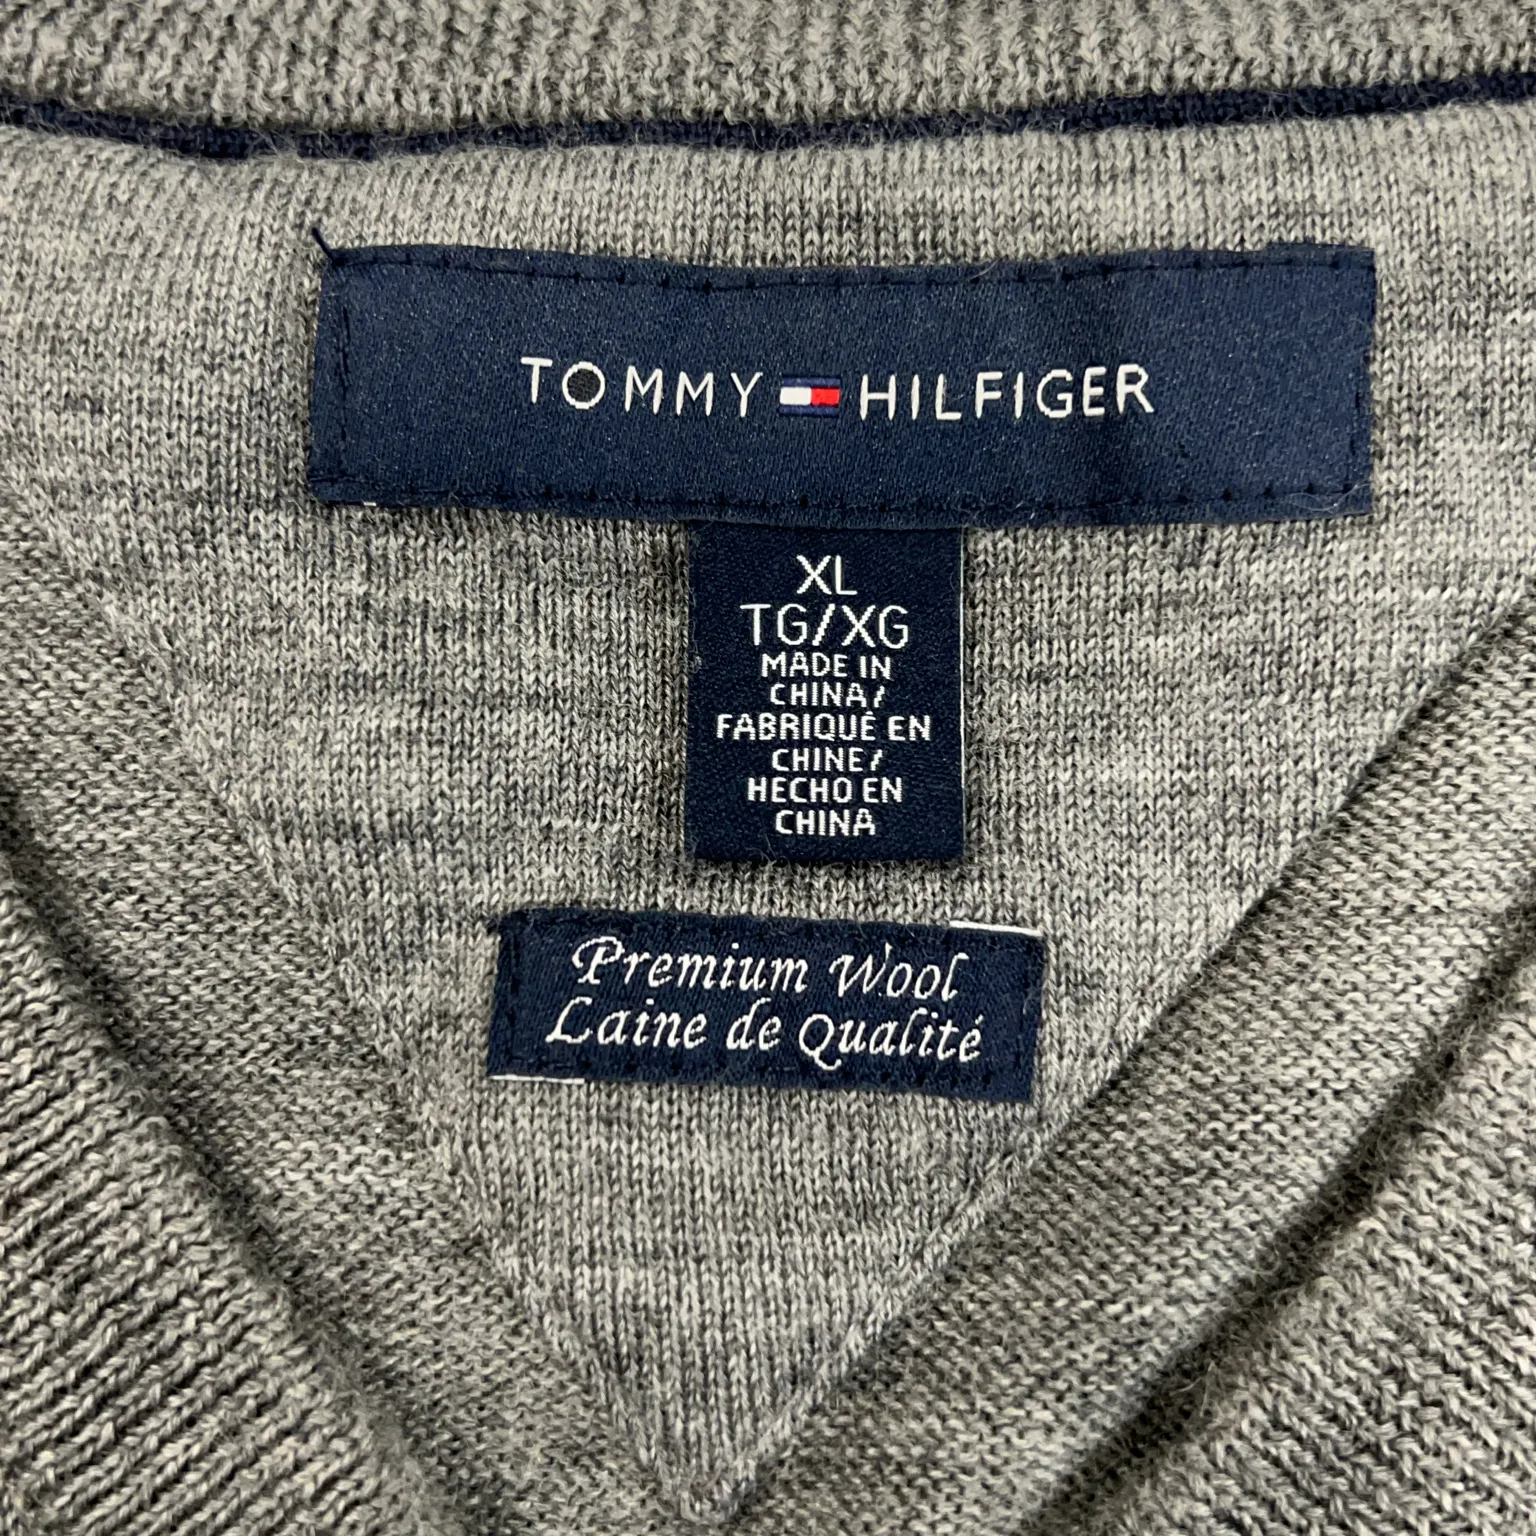 TOMMY HILFIGER
XL
TG/XG
MADE IN
CHINA/
FABRIQUÉ EN
CHINE/
HECHO EN
CHINA
Premium Wool
Laine de Qualité